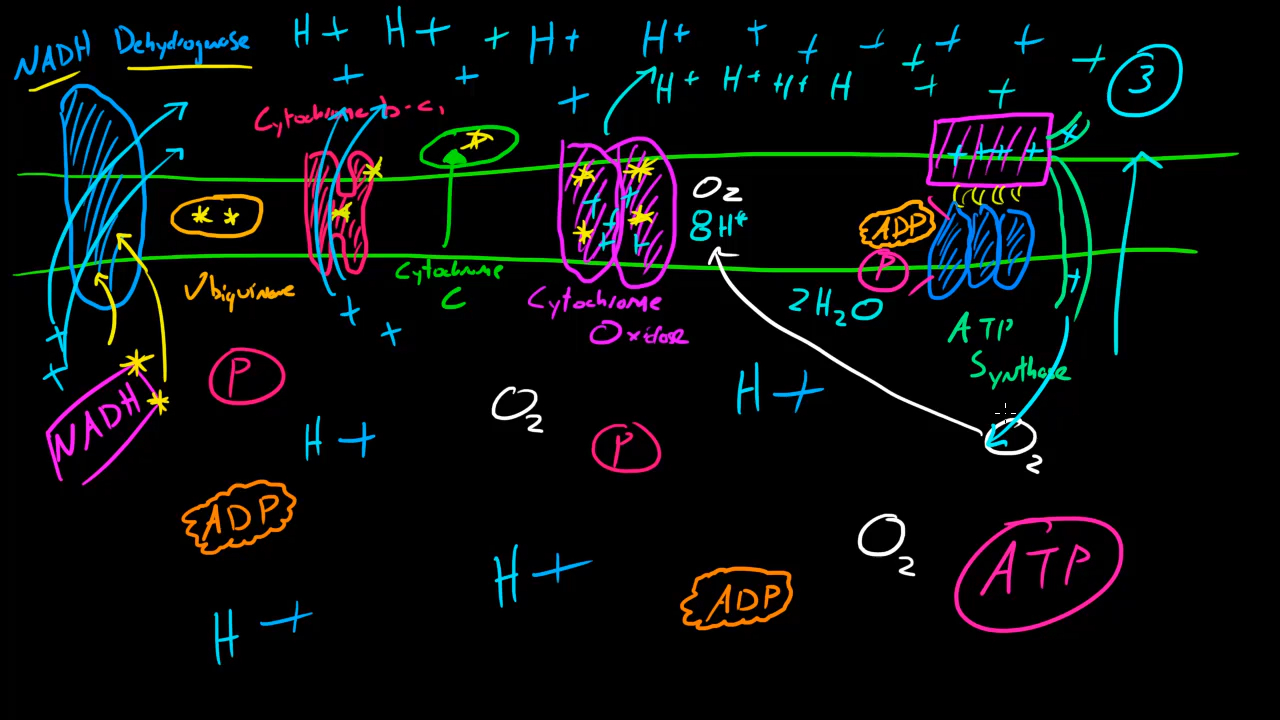 NADH Dehydrognase
H+ H+ + H+ H+ + + + + +
+ + + H+ H+ H+ H + + + + 3
Cytochrome b-c1
O2
8H+
ADP
P
Ubiquinone
Cytochrome
C
Cytochrome
Oxidase
2H2O
ATP
Synthase
NADH
P
O2
H+
H+
P
O2
ADP
O2
ATP
H+
ADP
H+